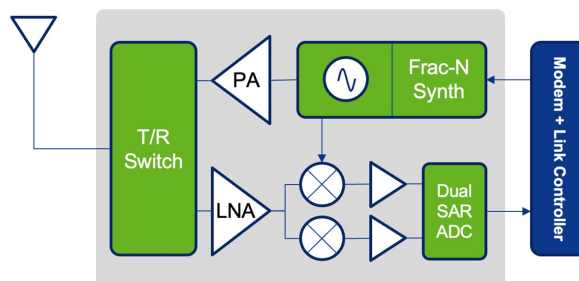 PA
Frac-N
Synth
T/R
Switch
LNA
Dual
SAR
ADC
Modem + Link Controller